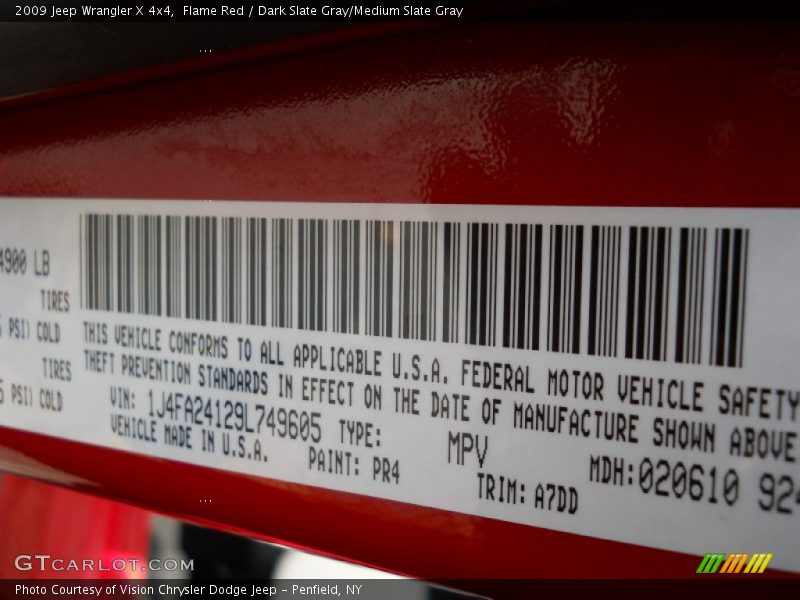 2009 Jeep Wrangler X 4x4, Flame Red / Dark Slate Gray/Medium Slate Gray
4900 LB
TIRES
PSI) COLD
TIRES
PSI) COLD
THIS VEHICLE CONFORMS TO ALL APPLICABLE U.S.A. FEDERAL MOTOR VEHICLE SAFETY
THEFT PREVENTION STANDARDS IN EFFECT ON THE DATE OF MANUFACTURE SHOWN ABOVE
VIN: 1J4FA24129L749605 TYPE: MPV MDH:020610 924
VEHICLE MADE IN U.S.A. PAINT: PR4 TRIM: A7DD
GTCARLOT.COM
Photo Courtesy of Vision Chrysler Dodge Jeep – Penfield, NY